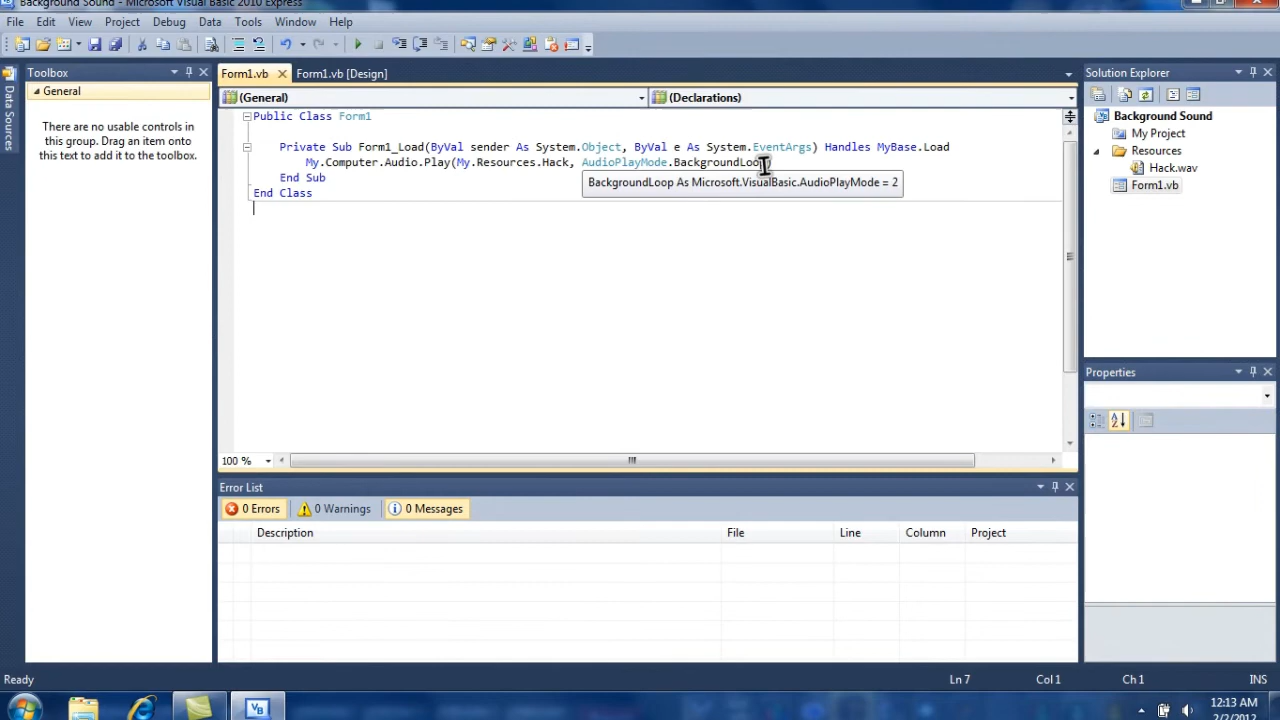 Background Sound - Microsoft Visual Basic 2010 Express
File Edit View Project Debug Data Tools Window Help
Toolbox
General
There are no usable controls in
this group. Drag an item onto
this text to add it to the toolbox.
Data Sources
Form1.vb Form1.vb [Design]
(General) (Declarations)
Public Class Form1
Private Sub Form1_Load(ByVal sender As System.Object, ByVal e As System.EventArgs) Handles MyBase.Load
My.Computer.Audio.Play(My.Resources.Hack, AudioPlayMode.BackgroundLoop)
BackgroundLoop As Microsoft.VisualBasic.AudioPlayMode = 2
End Sub
End Class
100 %
Error List
0 Errors 0 Warnings 0 Messages
Description File Line Column Project
Solution Explorer
Background Sound
My Project
Resources
Hack.wav
Form1.vb
Properties
Ready Ln 7 Col 1 Ch 1 INS
12:13 AM
2/2/2012